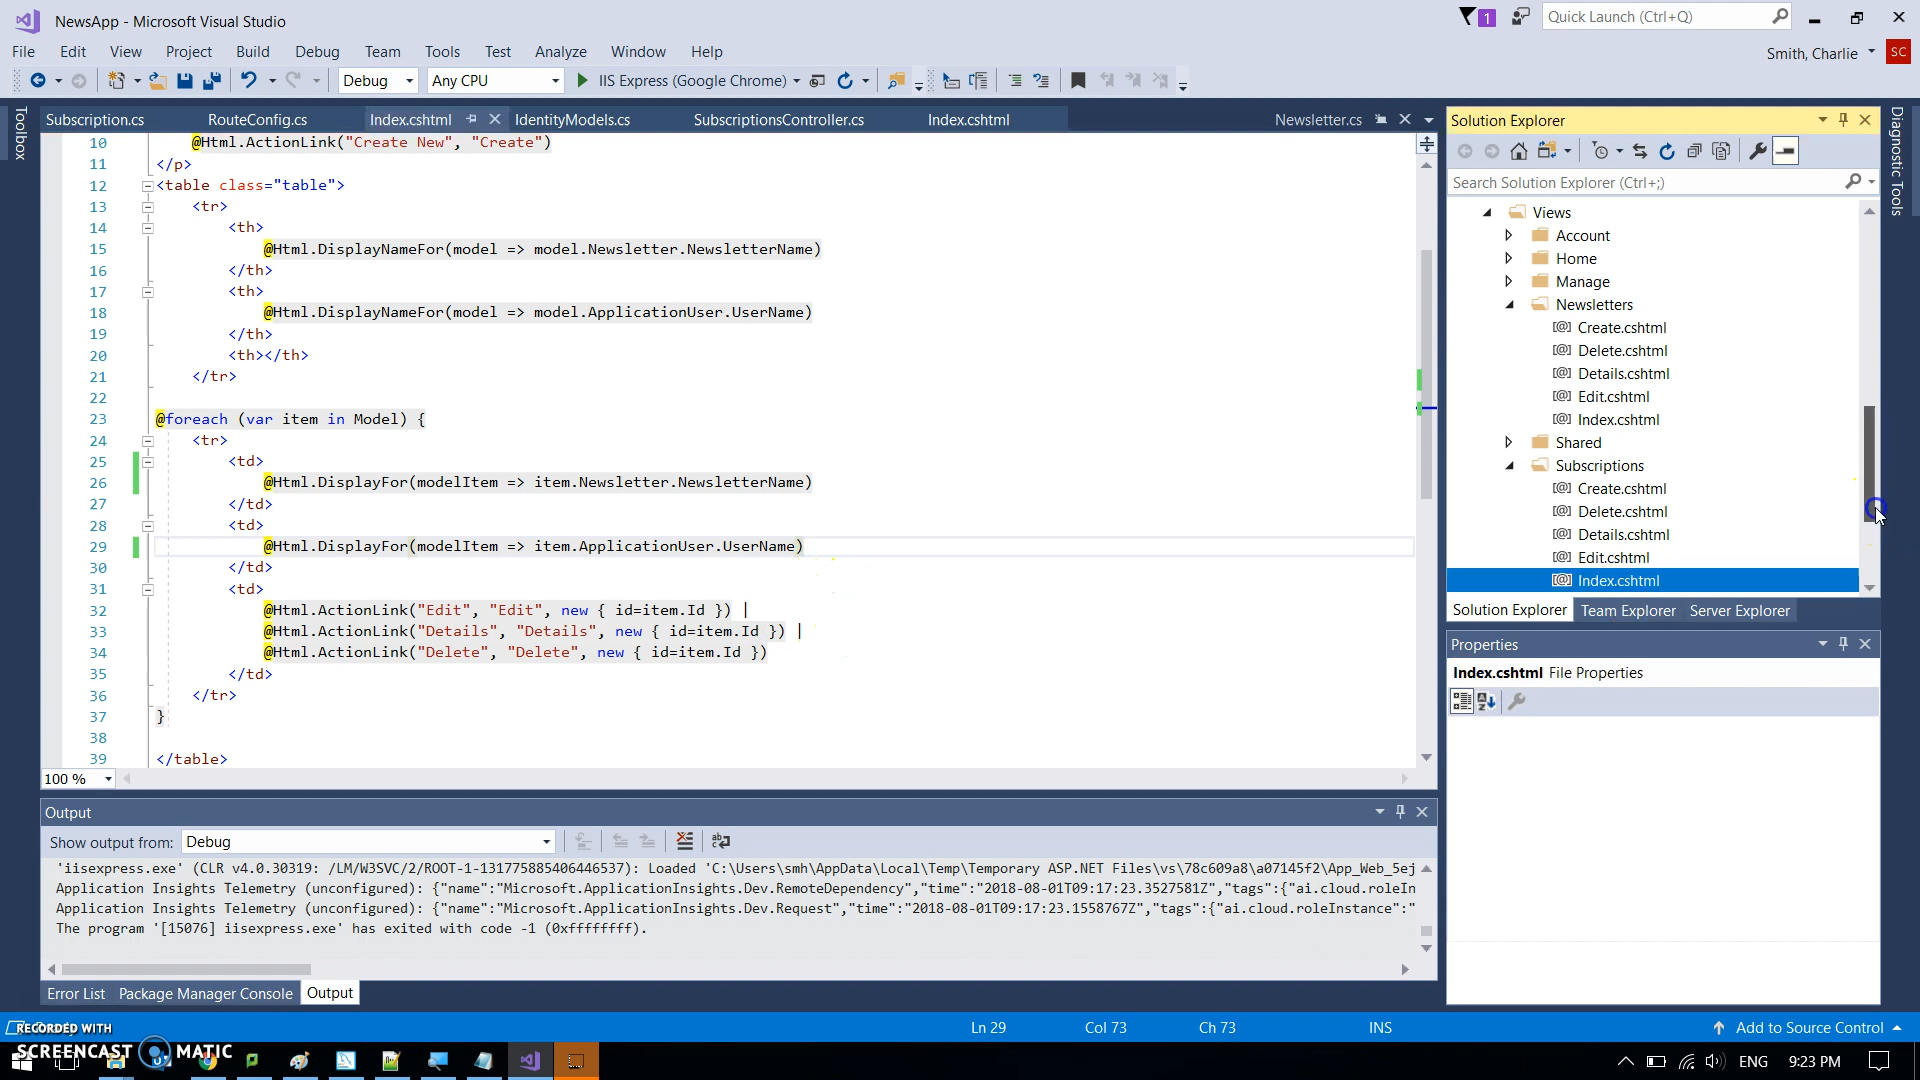 NewsApp - Microsoft Visual Studio
1
Quick Launch (Ctrl+Q)
File Edit View Project Build Debug Team Tools Test Analyze Window Help
Smith, Charlie SC
Debug Any CPU IIS Express (Google Chrome)
Toolbox
Subscription.cs RouteConfig.cs Index.cshtml IdentityModels.cs SubscriptionsController.cs Index.cshtml Newsletter.cs
10 @Html.ActionLink("Create New", "Create")
11 </p>
12 <table class="table">
13 <tr>
14 <th>
15 @Html.DisplayNameFor(model => model.Newsletter.NewsletterName)
16 </th>
17 <th>
18 @Html.DisplayNameFor(model => model.ApplicationUser.UserName)
19 </th>
20 <th></th>
21 </tr>
22
23 @foreach (var item in Model) {
24 <tr>
25 <td>
26 @Html.DisplayFor(modelItem => item.Newsletter.NewsletterName)
27 </td>
28 <td>
29 @Html.DisplayFor(modelItem => item.ApplicationUser.UserName)
30 </td>
31 <td>
32 @Html.ActionLink("Edit", "Edit", new { id=item.Id }) |
33 @Html.ActionLink("Details", "Details", new { id=item.Id }) |
34 @Html.ActionLink("Delete", "Delete", new { id=item.Id })
35 </td>
36 </tr>
37 }
38
39 </table>
100 %
Output
Show output from: Debug
'iisexpress.exe' (CLR v4.0.30319: /LM/W3SVC/2/ROOT-1-131775885406446537): Loaded 'C:\Users\smh\AppData\Local\Temp\Temporary ASP.NET Files\vs\78c609a8\a07145f2\App_Web_5ej
Application Insights Telemetry (unconfigured): {"name":"Microsoft.ApplicationInsights.Dev.RemoteDependency","time":"2018-08-01T09:17:23.3527581Z","tags":{"ai.cloud.roleIn
Application Insights Telemetry (unconfigured): {"name":"Microsoft.ApplicationInsights.Dev.Request","time":"2018-08-01T09:17:23.1558767Z","tags":{"ai.cloud.roleInstance":"
The program '[15076] iisexpress.exe' has exited with code -1 (0xffffffff).
Error List Package Manager Console Output
Solution Explorer
Search Solution Explorer (Ctrl+;)
Views
Account
Home
Manage
Newsletters
[@] Create.cshtml
[@] Delete.cshtml
[@] Details.cshtml
[@] Edit.cshtml
[@] Index.cshtml
Shared
Subscriptions
[@] Create.cshtml
[@] Delete.cshtml
[@] Details.cshtml
[@] Edit.cshtml
[@] Index.cshtml
Solution Explorer Team Explorer Server Explorer
Properties
Index.cshtml File Properties
Diagnostic Tools
Ln 29 Col 73 Ch 73 INS Add to Source Control
RECORDED WITH
SCREENCAST MATIC
ENG 9:23 PM